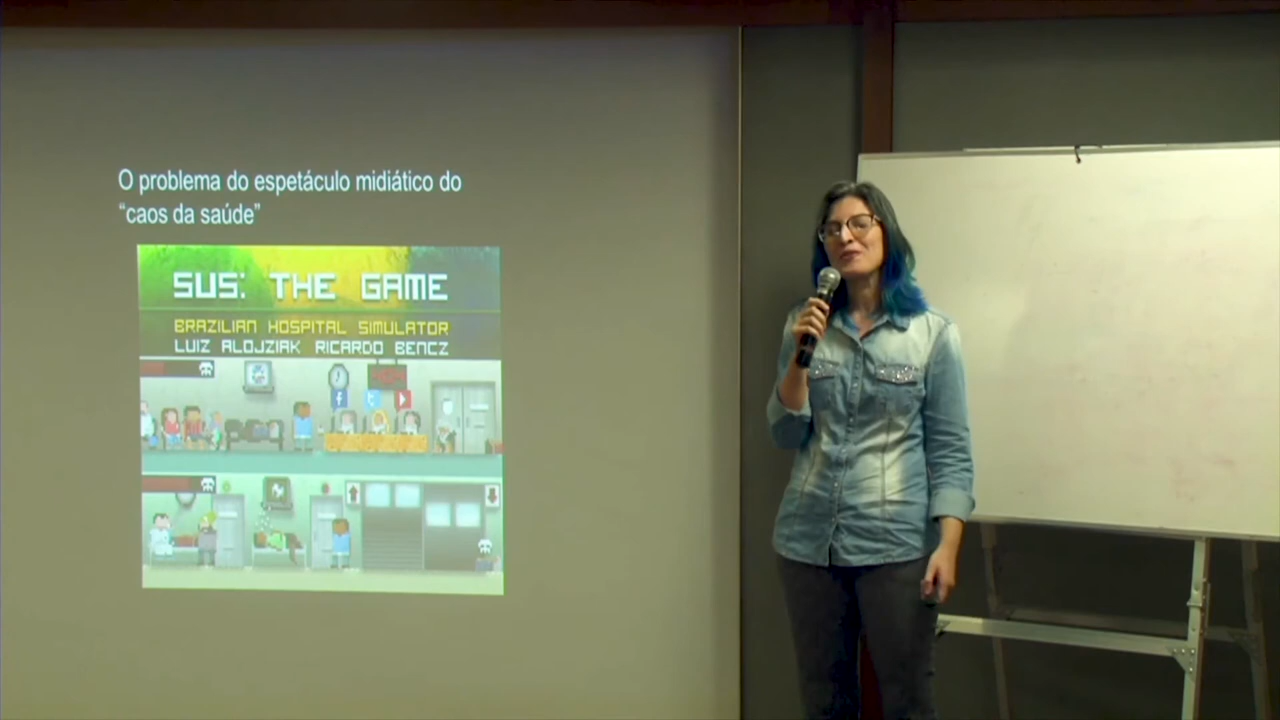 O problema do espetáculo midiático do
“caos da saúde”
SUS: THE GAME
BRAZILIAN HOSPITAL SIMULATOR
LUIZ ALOJZIAK RICARDO BENCZ